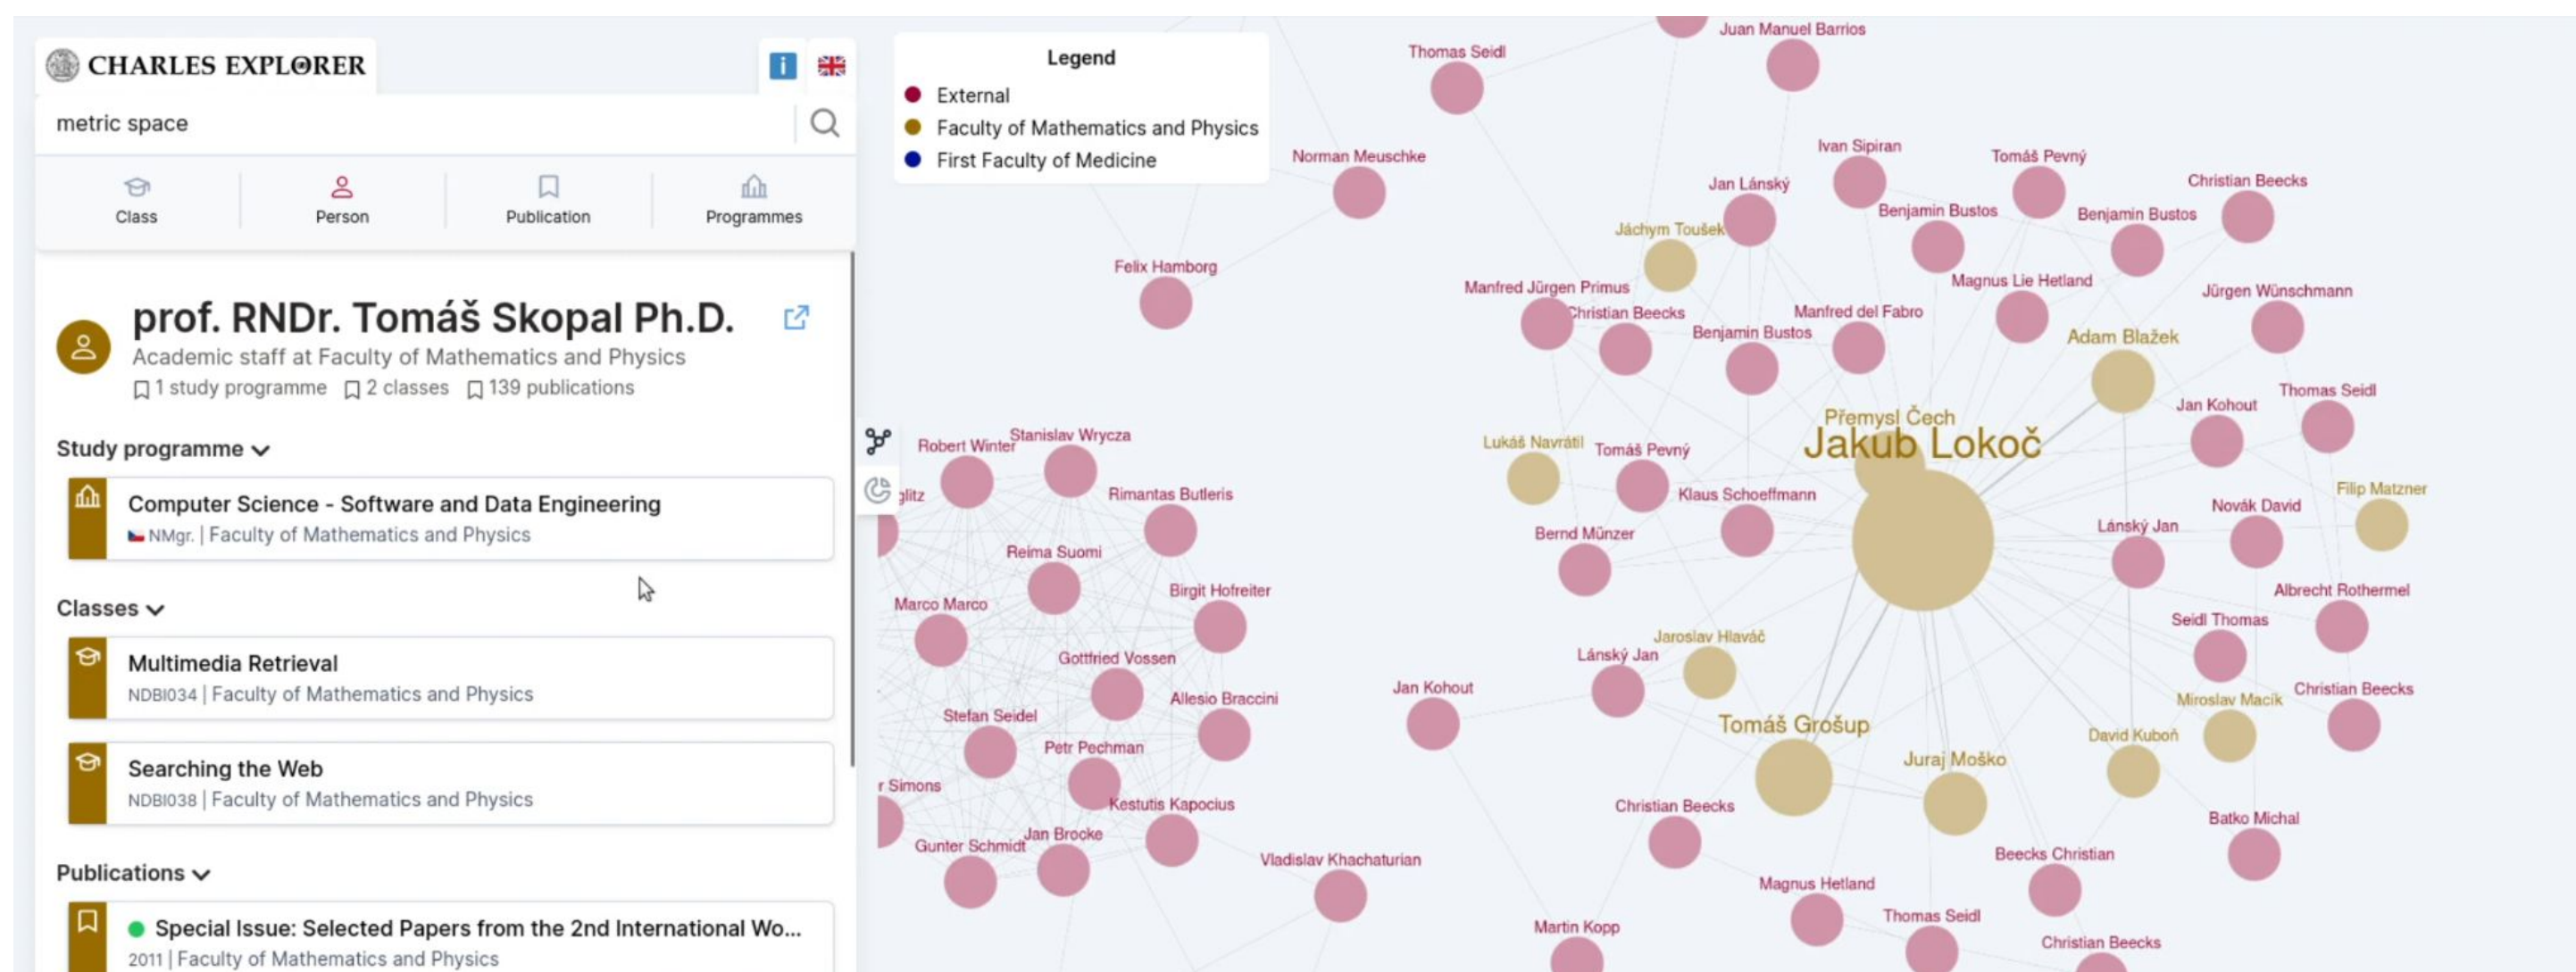 CHARLES EXPLORER
metric space
Class
Person
Publication
Programmes
prof. RNDr. Tomáš Skopal Ph.D.
Academic staff at Faculty of Mathematics and Physics
1 study programme 2 classes 139 publications
Study programme
Computer Science - Software and Data Engineering
NMgr. | Faculty of Mathematics and Physics
Classes
Multimedia Retrieval
NDBI034 | Faculty of Mathematics and Physics
Searching the Web
NDBI038 | Faculty of Mathematics and Physics
Publications
Special Issue: Selected Papers from the 2nd International Wo...
2011 | Faculty of Mathematics and Physics
Legend
External
Faculty of Mathematics and Physics
First Faculty of Medicine
Juan Manuel Barrios
Thomas Seidl
Norman Meuschke
Felix Hamborg
Ivan Sipiran
Tomáš Pevný
Christian Beecks
Jan Lánský
Benjamin Bustos
Benjamin Bustos
Jáchym Toušek
Magnus Lie Hetland
Manfred Jürgen Primus
Jürgen Wünschmann
Christian Beecks
Manfred del Fabro
Benjamin Bustos
Adam Blažek
Thomas Seidl
Jan Kohout
Přemysl Čech
Jakub Lokoč
Lukáš Navrátil
Tomáš Pevný
Klaus Schoeffmann
Filip Matzner
Novák David
Lánský Jan
Bernd Münzer
Robert Winter
Stanislav Wrycza
glitz
Rimantas Butleris
Reima Suomi
Birgit Hofreiter
Marco Marco
Gottfried Vossen
Allesio Braccini
Stefan Seidel
Petr Pechman
r Simons
Kestutis Kapocius
Jan Brocke
Gunter Schmidt
Vladislav Khachaturian
Albrecht Rothermel
Seidl Thomas
Jaroslav Hlaváč
Lánský Jan
Jan Kohout
Christian Beecks
Miroslav Macík
Tomáš Grošup
David Kuboň
Juraj Moško
Christian Beecks
Batko Michal
Beecks Christian
Magnus Hetland
Thomas Seidl
Martin Kopp
Christian Beecks